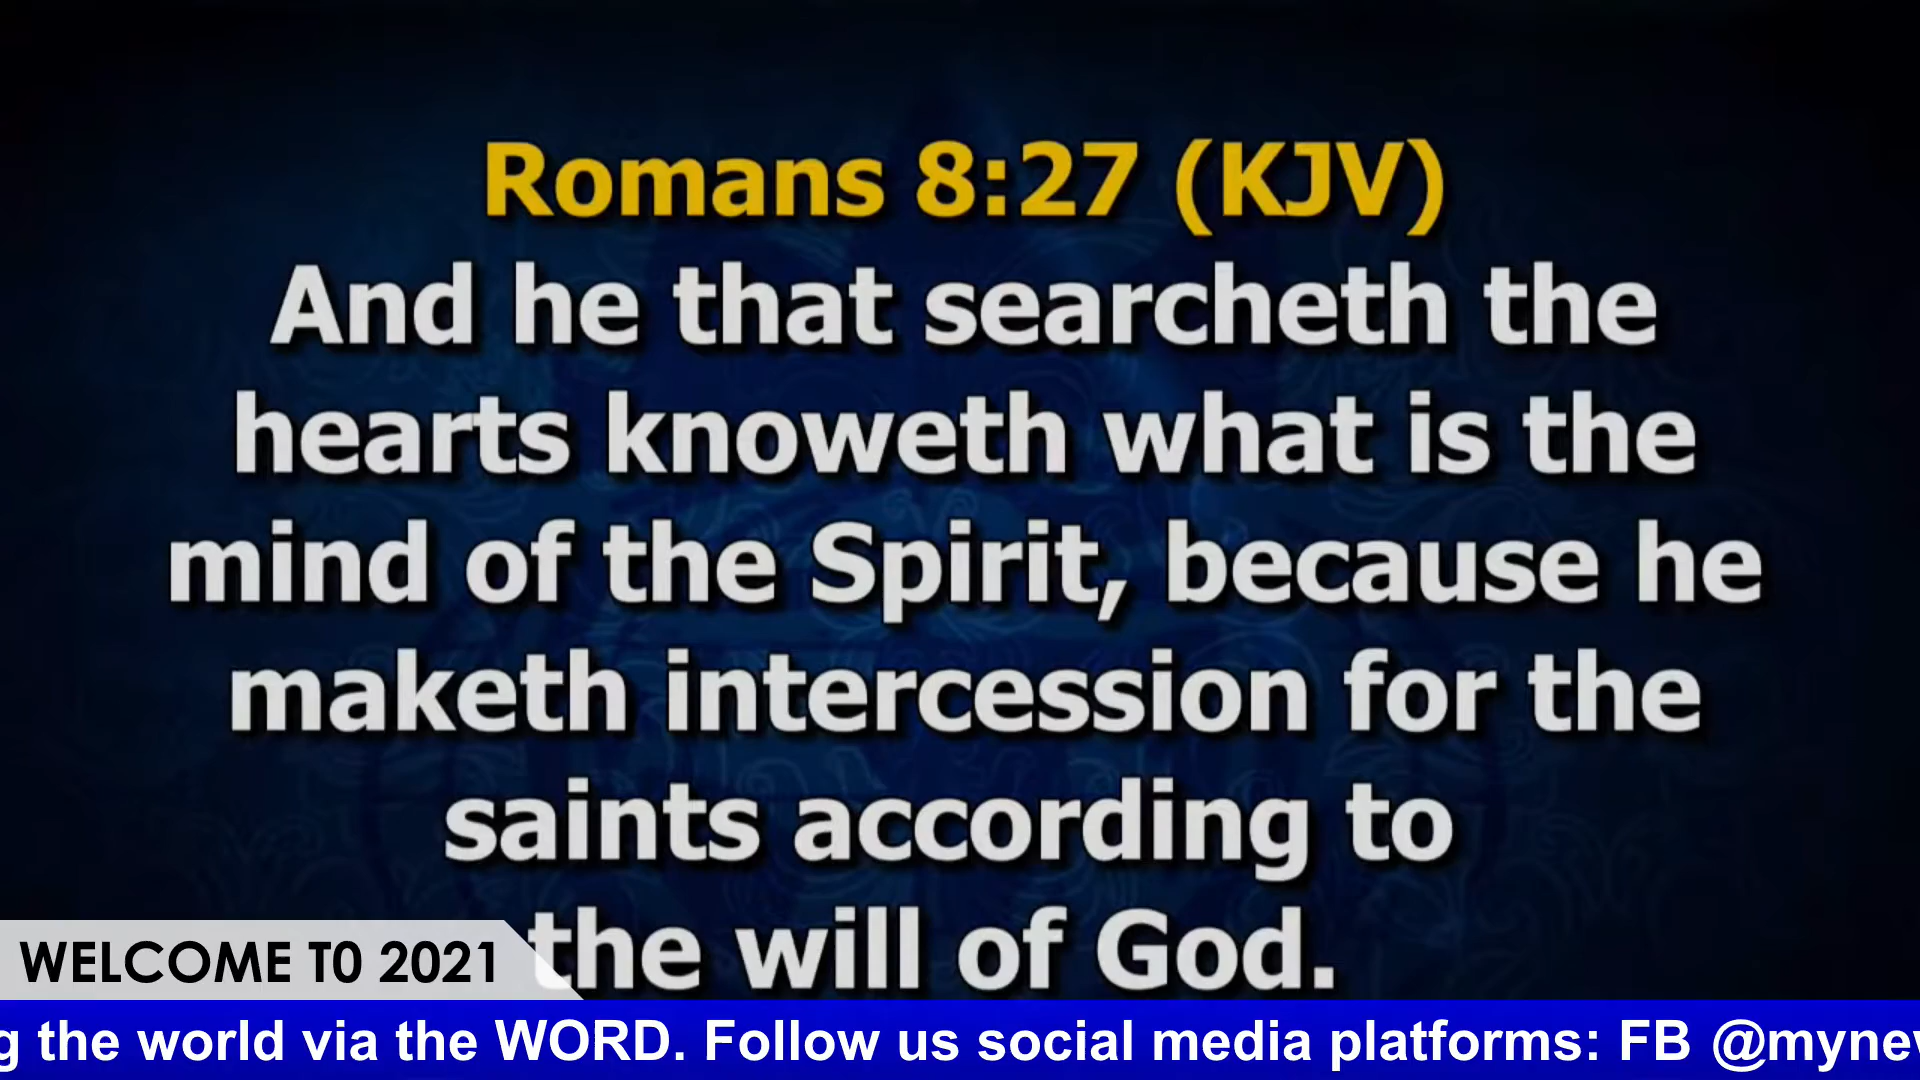 Romans 8:27 (KJV)
And he that searcheth the
hearts knoweth what is the
mind of the Spirit, because he
maketh intercession for the
saints according to
the will of God.
WELCOME T0 2021
g the world via the WORD. Follow us social media platforms: FB @mynew